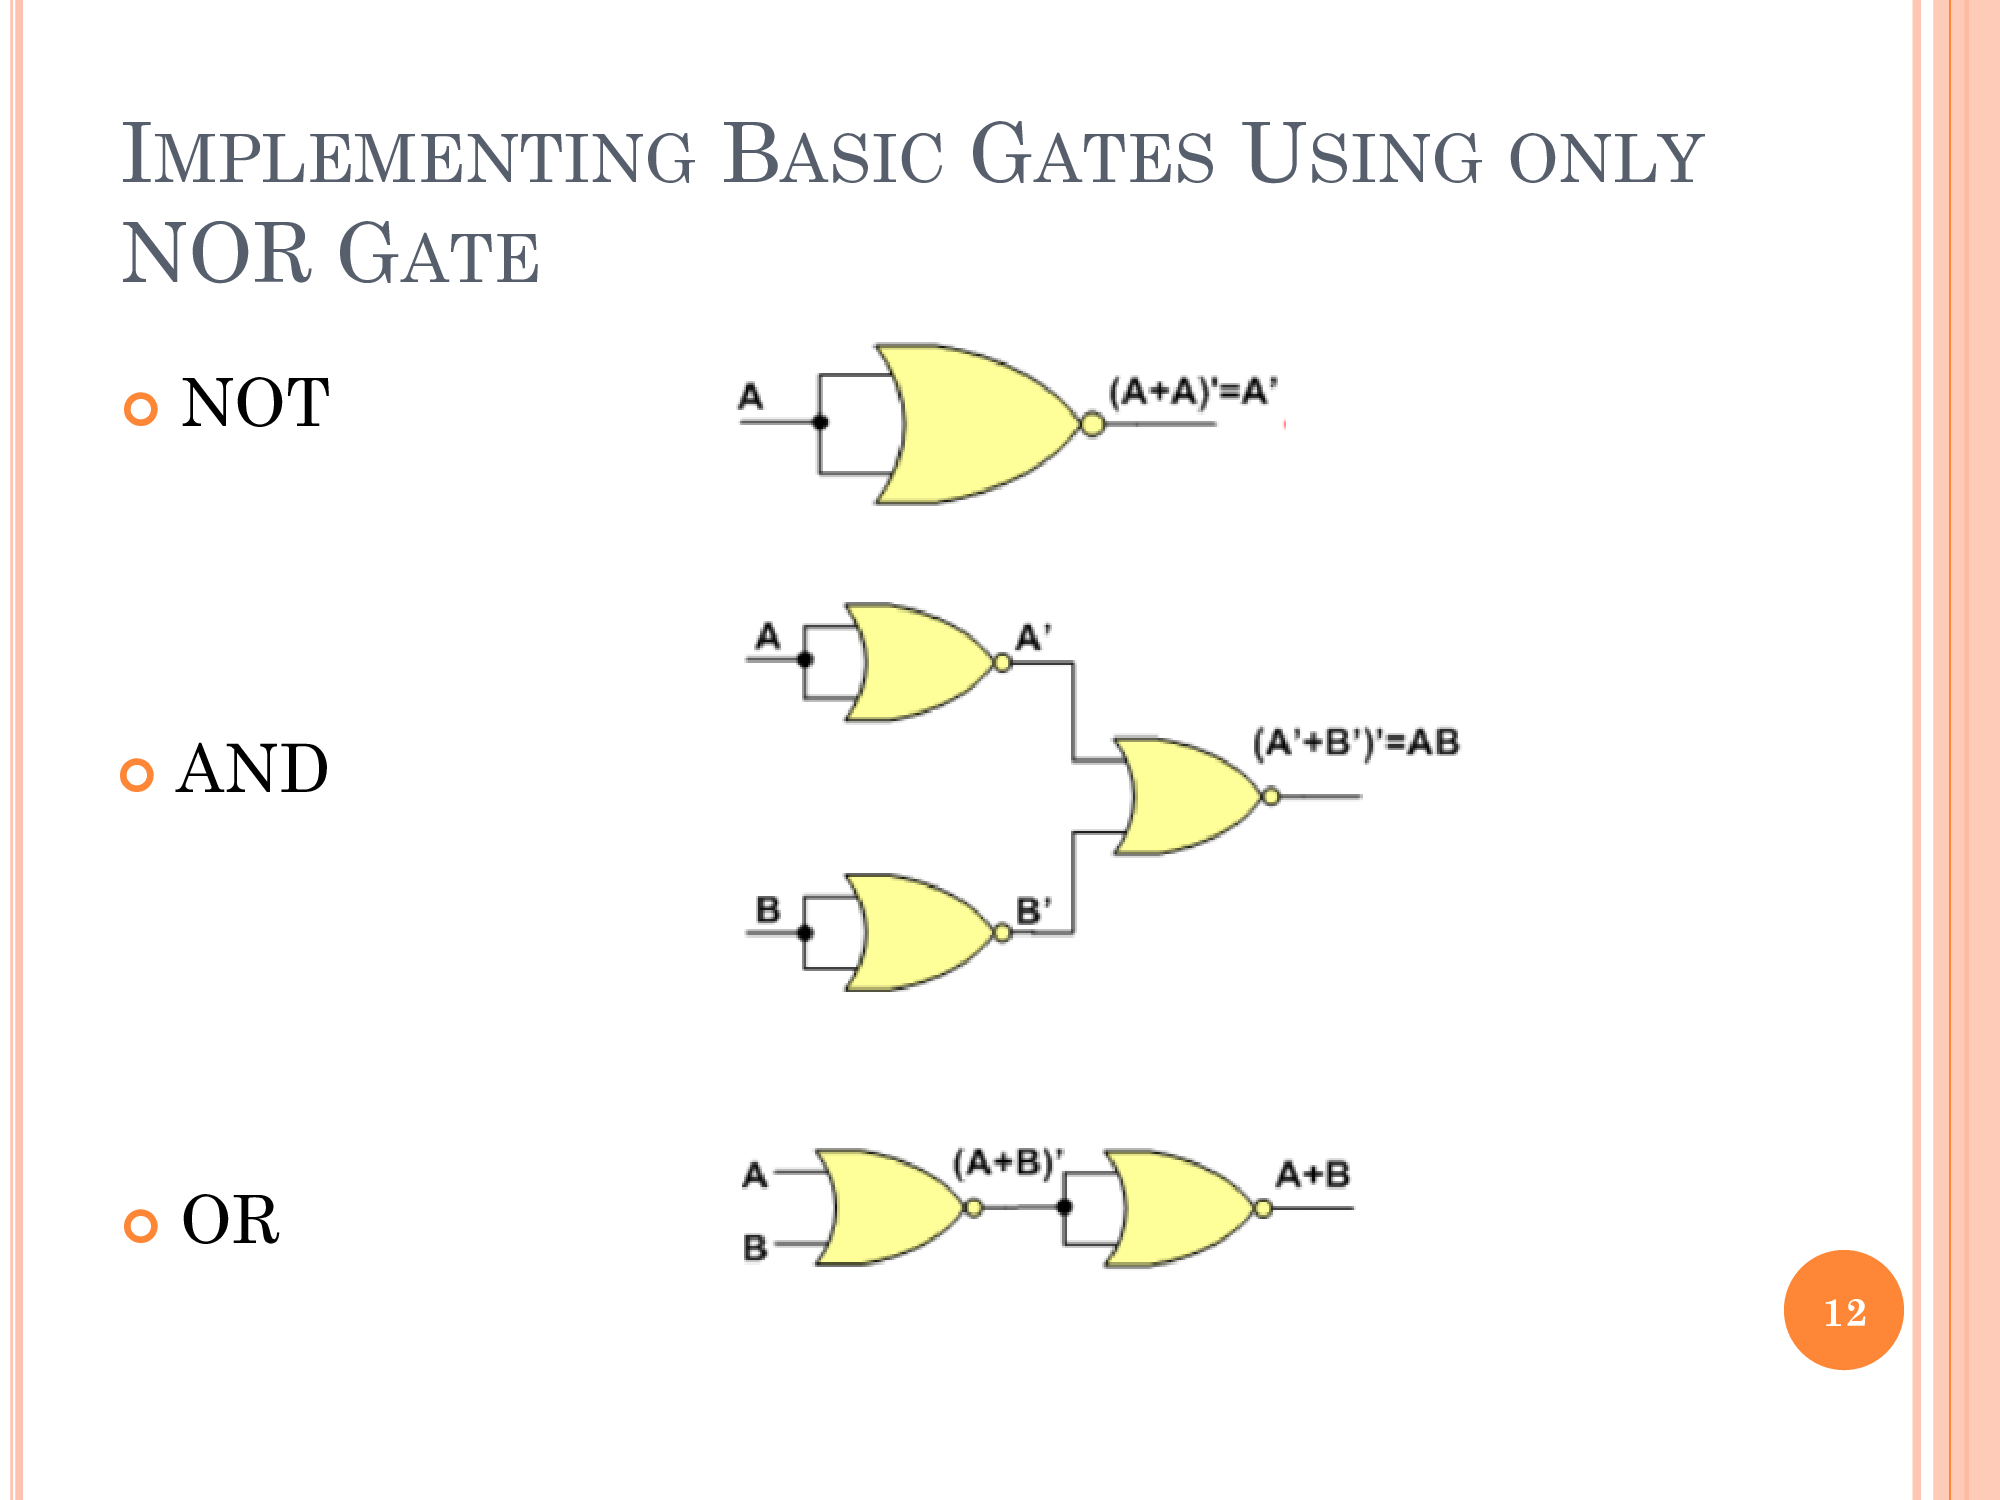 IMPLEMENTING BASIC GATES USING ONLY
NOR GATE
NOT
A
(A+A)'=A'
A
A'
(A'+B')'=AB
AND
B
B'
OR
A
(A+B)'
A+B
B
12